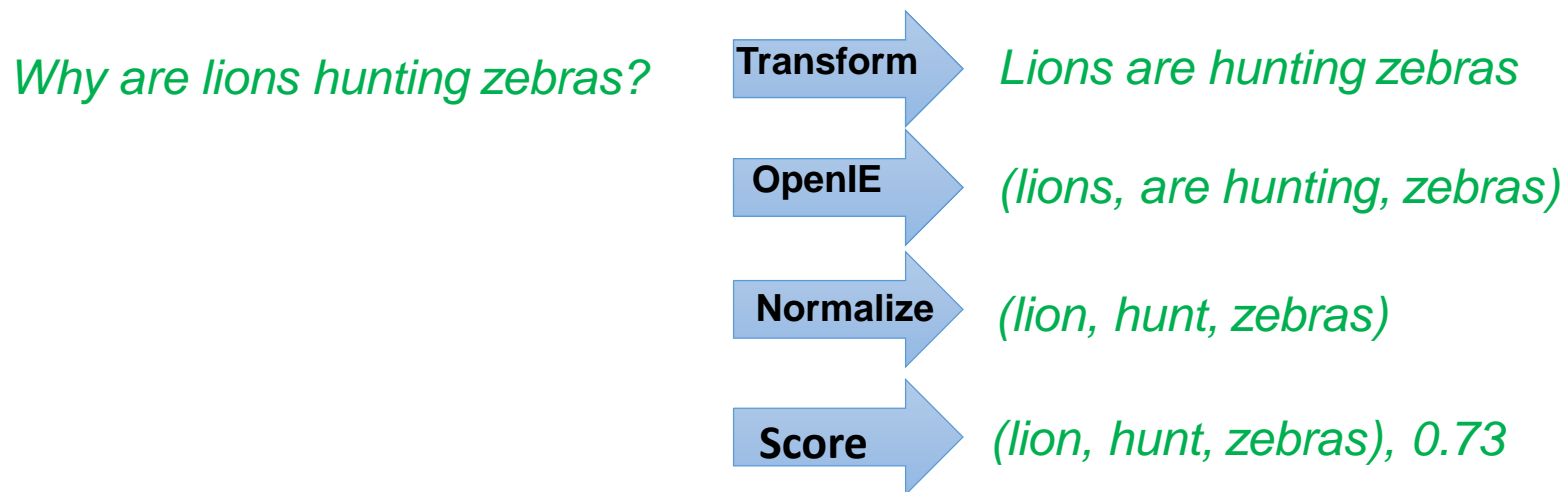 Why are lions hunting zebras?
Transform
Lions are hunting zebras
OpenIE
(lions, are hunting, zebras)
Normalize
(lion, hunt, zebras)
Score
(lion, hunt, zebras), 0.73